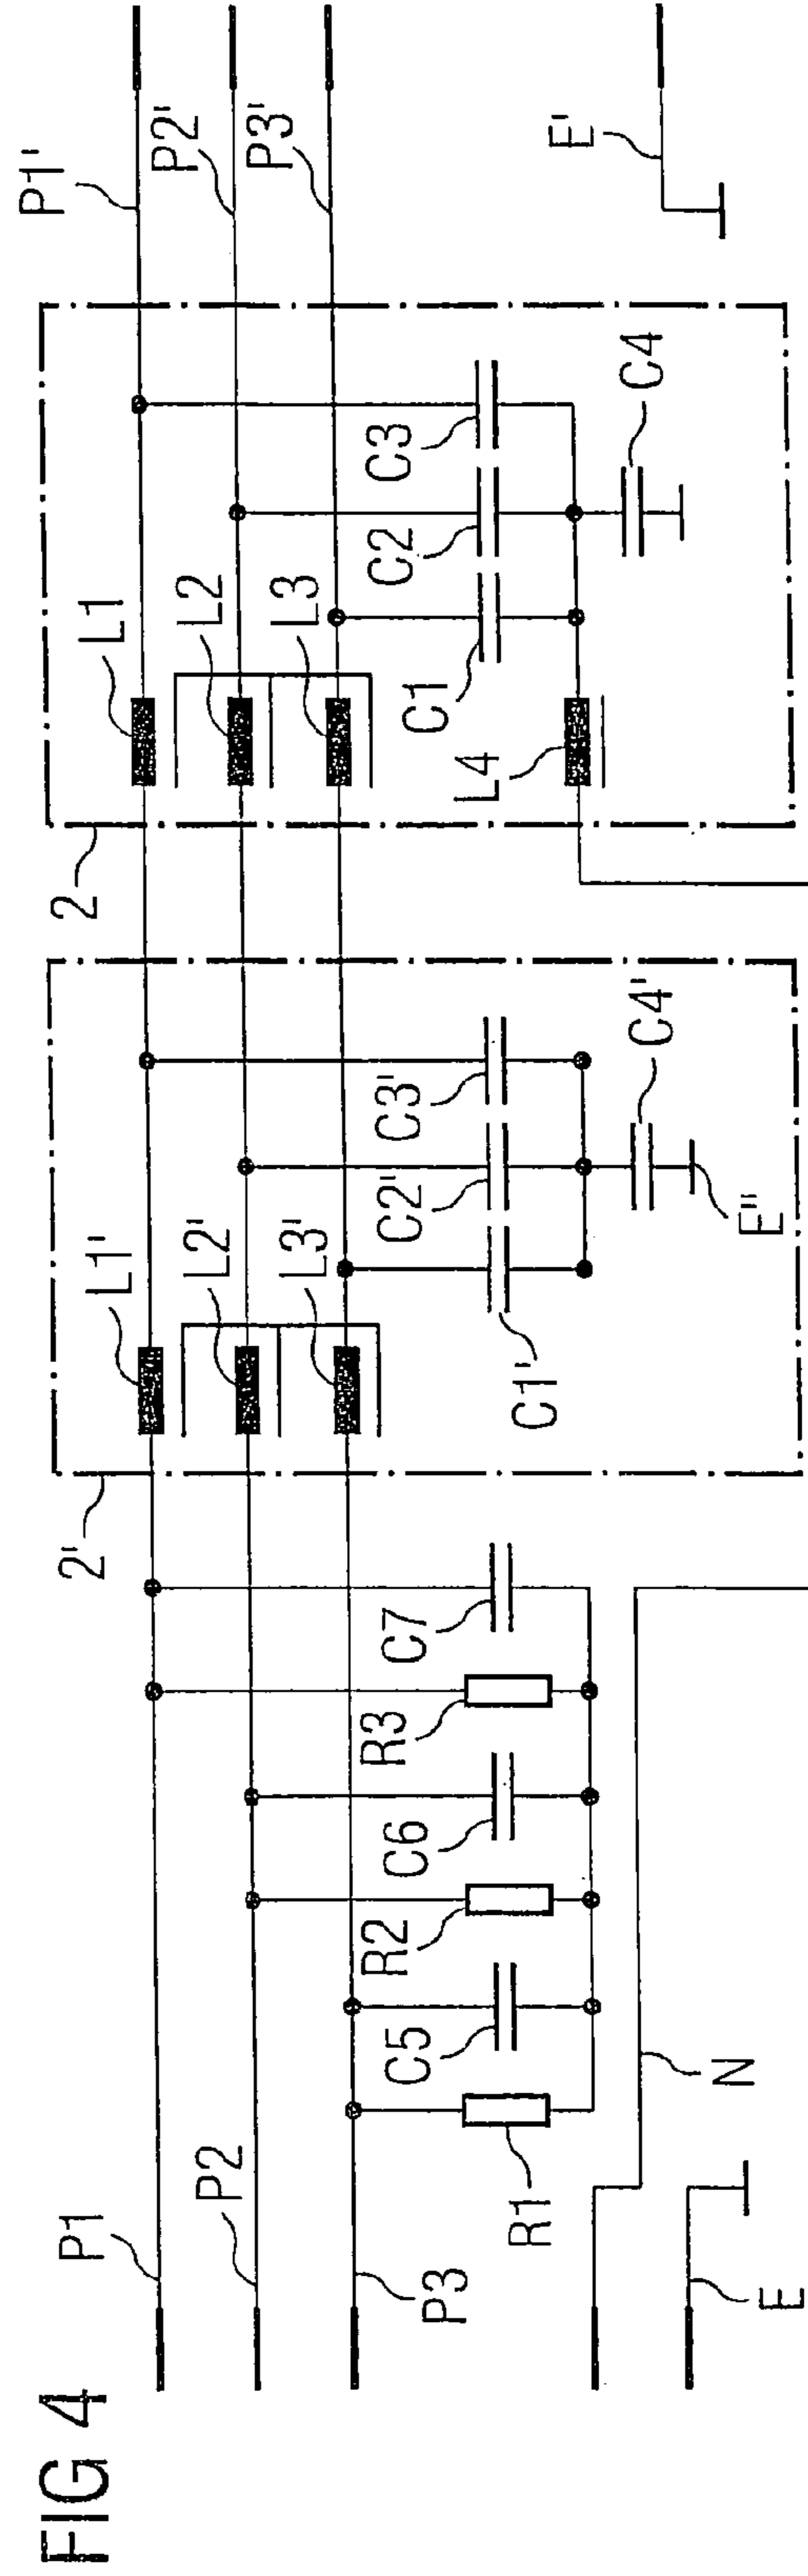 FIG 4
P1
P2
P3
R1
C5
R2
C6
R3
C7
N
E
2'
L1'
L2'
L3'
C1'
C2'
C3'
C4'
E"
2
L1
L2
L3
L4
C1
C2
C3
C4
P1'
P2'
P3'
E'